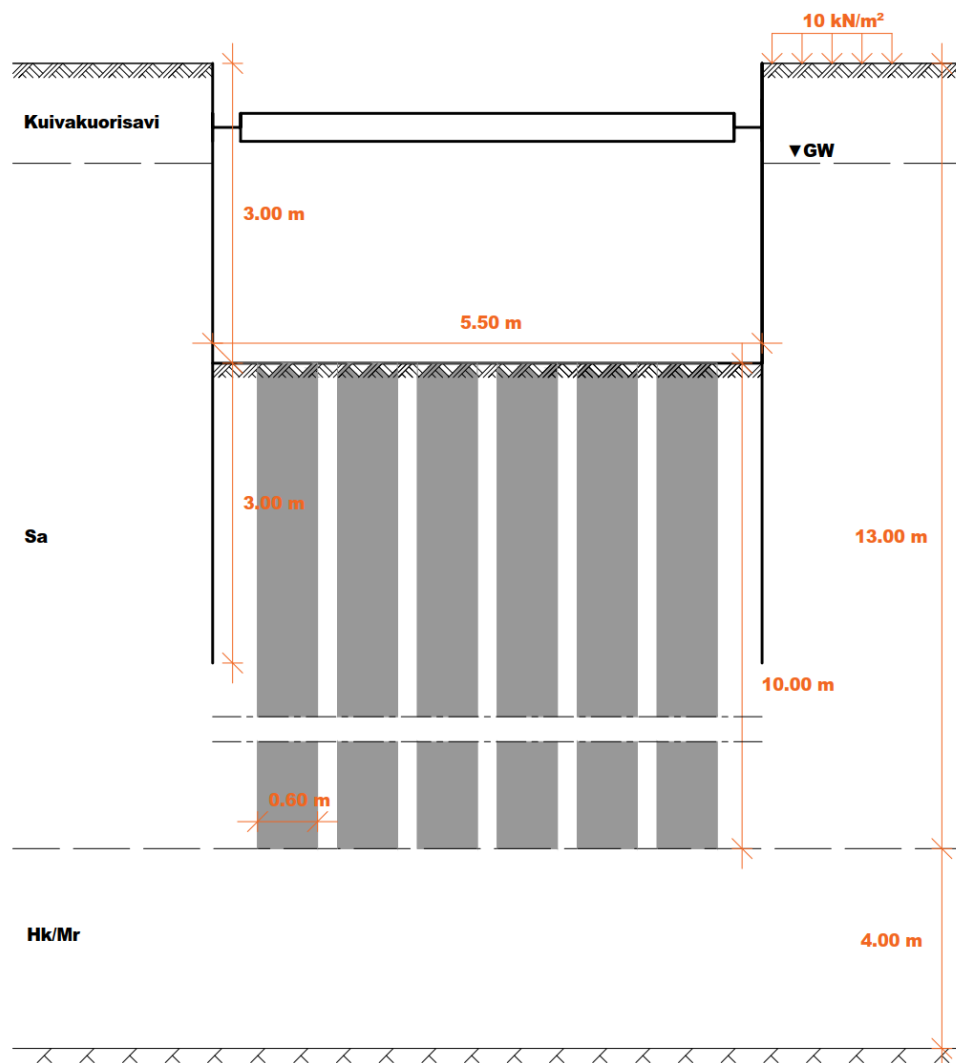 10 kN/m²
Kuivakuorisavi
▼GW
3.00 m
5.50 m
3.00 m
Sa
13.00 m
10.00 m
0.60 m
Hk/Mr
4.00 m